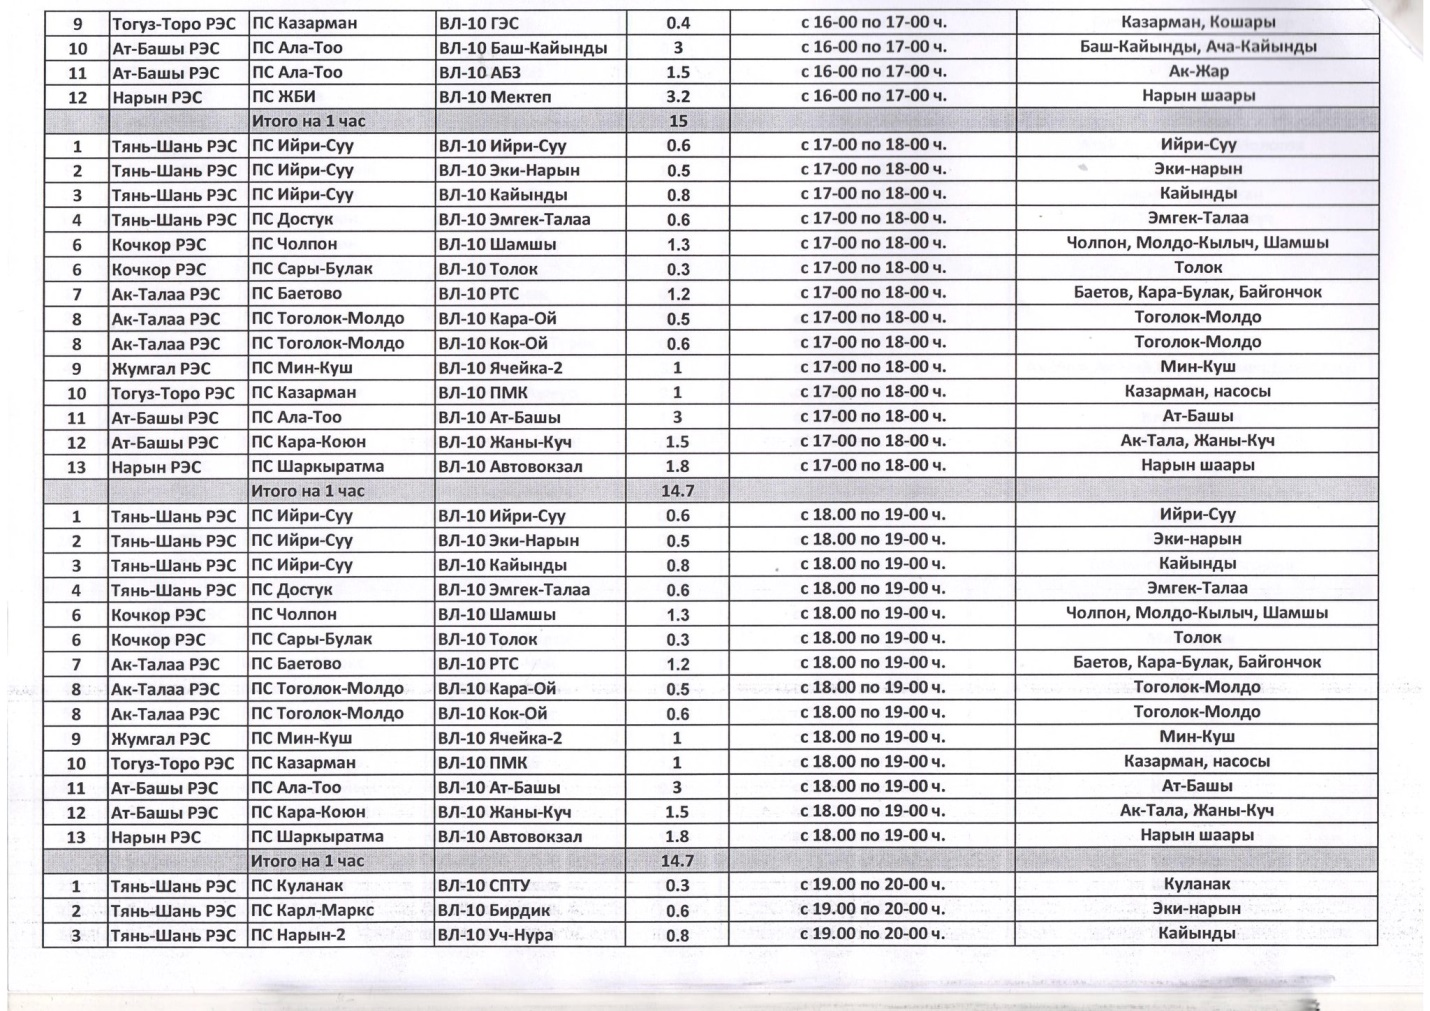 9 Тогуз-Торо РЭС ПС Казарман ВЛ-10 ГЭС 0.4 с 16-00 по 17-00 ч. Казарман, Кошары
10 Ат-Башы РЭС ПС Ала-Тоо ВЛ-10 Баш-Кайынды 3 с 16-00 по 17-00 ч. Баш-Кайынды, Ача-Кайынды
11 Ат-Башы РЭС ПС Ала-Тоо ВЛ-10 АБЗ 1.5 с 16-00 по 17-00 ч. Ак-Жар
12 Нарын РЭС ПС ЖБИ ВЛ-10 Мектеп 3.2 с 16-00 по 17-00 ч. Нарын шаары
Итого на 1 час 15
1 Тянь-Шань РЭС ПС Ийри-Суу ВЛ-10 Ийри-Суу 0.6 с 17-00 по 18-00 ч. Ийри-Суу
2 Тянь-Шань РЭС ПС Ийри-Суу ВЛ-10 Эки-Нарын 0.5 с 17-00 по 18-00 ч. Эки-нарын
3 Тянь-Шань РЭС ПС Ийри-Суу ВЛ-10 Кайынды 0.8 с 17-00 по 18-00 ч. Кайынды
4 Тянь-Шань РЭС ПС Достук ВЛ-10 Эмгек-Талаа 0.6 с 17-00 по 18-00 ч. Эмгек-Талаа
6 Кочкор РЭС ПС Чолпон ВЛ-10 Шамшы 1.3 с 17-00 по 18-00 ч. Чолпон, Молдо-Кылыч, Шамшы
6 Кочкор РЭС ПС Сары-Булак ВЛ-10 Толок 0.3 с 17-00 по 18-00 ч. Толок
7 Ак-Талаа РЭС ПС Баетово ВЛ-10 РТС 1.2 с 17-00 по 18-00 ч. Баетов, Кара-Булак, Байгончок
8 Ак-Талаа РЭС ПС Тоголок-Молдо ВЛ-10 Кара-Ой 0.5 с 17-00 по 18-00 ч. Тоголок-Молдо
8 Ак-Талаа РЭС ПС Тоголок-Молдо ВЛ-10 Кок-Ой 0.6 с 17-00 по 18-00 ч. Тоголок-Молдо
9 Жумгал РЭС ПС Мин-Куш ВЛ-10 Ячейка-2 1 с 17-00 по 18-00 ч. Мин-Куш
10 Тогуз-Торо РЭС ПС Казарман ВЛ-10 ПМК 1 с 17-00 по 18-00 ч. Казарман, насосы
11 Ат-Башы РЭС ПС Ала-Тоо ВЛ-10 Ат-Башы 3 с 17-00 по 18-00 ч. Ат-Башы
12 Ат-Башы РЭС ПС Кара-Коюн ВЛ-10 Жаны-Куч 1.5 с 17-00 по 18-00 ч. Ак-Тала, Жаны-Куч
13 Нарын РЭС ПС Шаркыратма ВЛ-10 Автовокзал 1.8 с 17-00 по 18-00 ч. Нарын шаары
Итого на 1 час 14.7
1 Тянь-Шань РЭС ПС Ийри-Суу ВЛ-10 Ийри-Суу 0.6 с 18.00 по 19-00 ч. Ийри-Суу
2 Тянь-Шань РЭС ПС Ийри-Суу ВЛ-10 Эки-Нарын 0.5 с 18.00 по 19-00 ч. Эки-нарын
3 Тянь-Шань РЭС ПС Ийри-Суу ВЛ-10 Кайынды 0.8 с 18.00 по 19-00 ч. Кайынды
4 Тянь-Шань РЭС ПС Достук ВЛ-10 Эмгек-Талаа 0.6 с 18.00 по 19-00 ч. Эмгек-Талаа
6 Кочкор РЭС ПС Чолпон ВЛ-10 Шамшы 1.3 с 18.00 по 19-00 ч. Чолпон, Молдо-Кылыч, Шамшы
6 Кочкор РЭС ПС Сары-Булак ВЛ-10 Толок 0.3 с 18.00 по 19-00 ч. Толок
7 Ак-Талаа РЭС ПС Баетово ВЛ-10 РТС 1.2 с 18.00 по 19-00 ч. Баетов, Кара-Булак, Байгончок
8 Ак-Талаа РЭС ПС Тоголок-Молдо ВЛ-10 Кара-Ой 0.5 с 18.00 по 19-00 ч. Тоголок-Молдо
8 Ак-Талаа РЭС ПС Тоголок-Молдо ВЛ-10 Кок-Ой 0.6 с 18.00 по 19-00 ч. Тоголок-Молдо
9 Жумгал РЭС ПС Мин-Куш ВЛ-10 Ячейка-2 1 с 18.00 по 19-00 ч. Мин-Куш
10 Тогуз-Торо РЭС ПС Казарман ВЛ-10 ПМК 1 с 18.00 по 19-00 ч. Казарман, насосы
11 Ат-Башы РЭС ПС Ала-Тоо ВЛ-10 Ат-Башы 3 с 18.00 по 19-00 ч. Ат-Башы
12 Ат-Башы РЭС ПС Кара-Коюн ВЛ-10 Жаны-Куч 1.5 с 18.00 по 19-00 ч. Ак-Тала, Жаны-Куч
13 Нарын РЭС ПС Шаркыратма ВЛ-10 Автовокзал 1.8 с 18.00 по 19-00 ч. Нарын шаары
Итого на 1 час 14.7
1 Тянь-Шань РЭС ПС Куланак ВЛ-10 СПТУ 0.3 с 19.00 по 20-00 ч. Куланак
2 Тянь-Шань РЭС ПС Карл-Маркс ВЛ-10 Бирдик 0.6 с 19.00 по 20-00 ч. Эки-нарын
3 Тянь-Шань РЭС ПС Нарын-2 ВЛ-10 Уч-Нура 0.8 с 19.00 по 20-00 ч. Кайынды